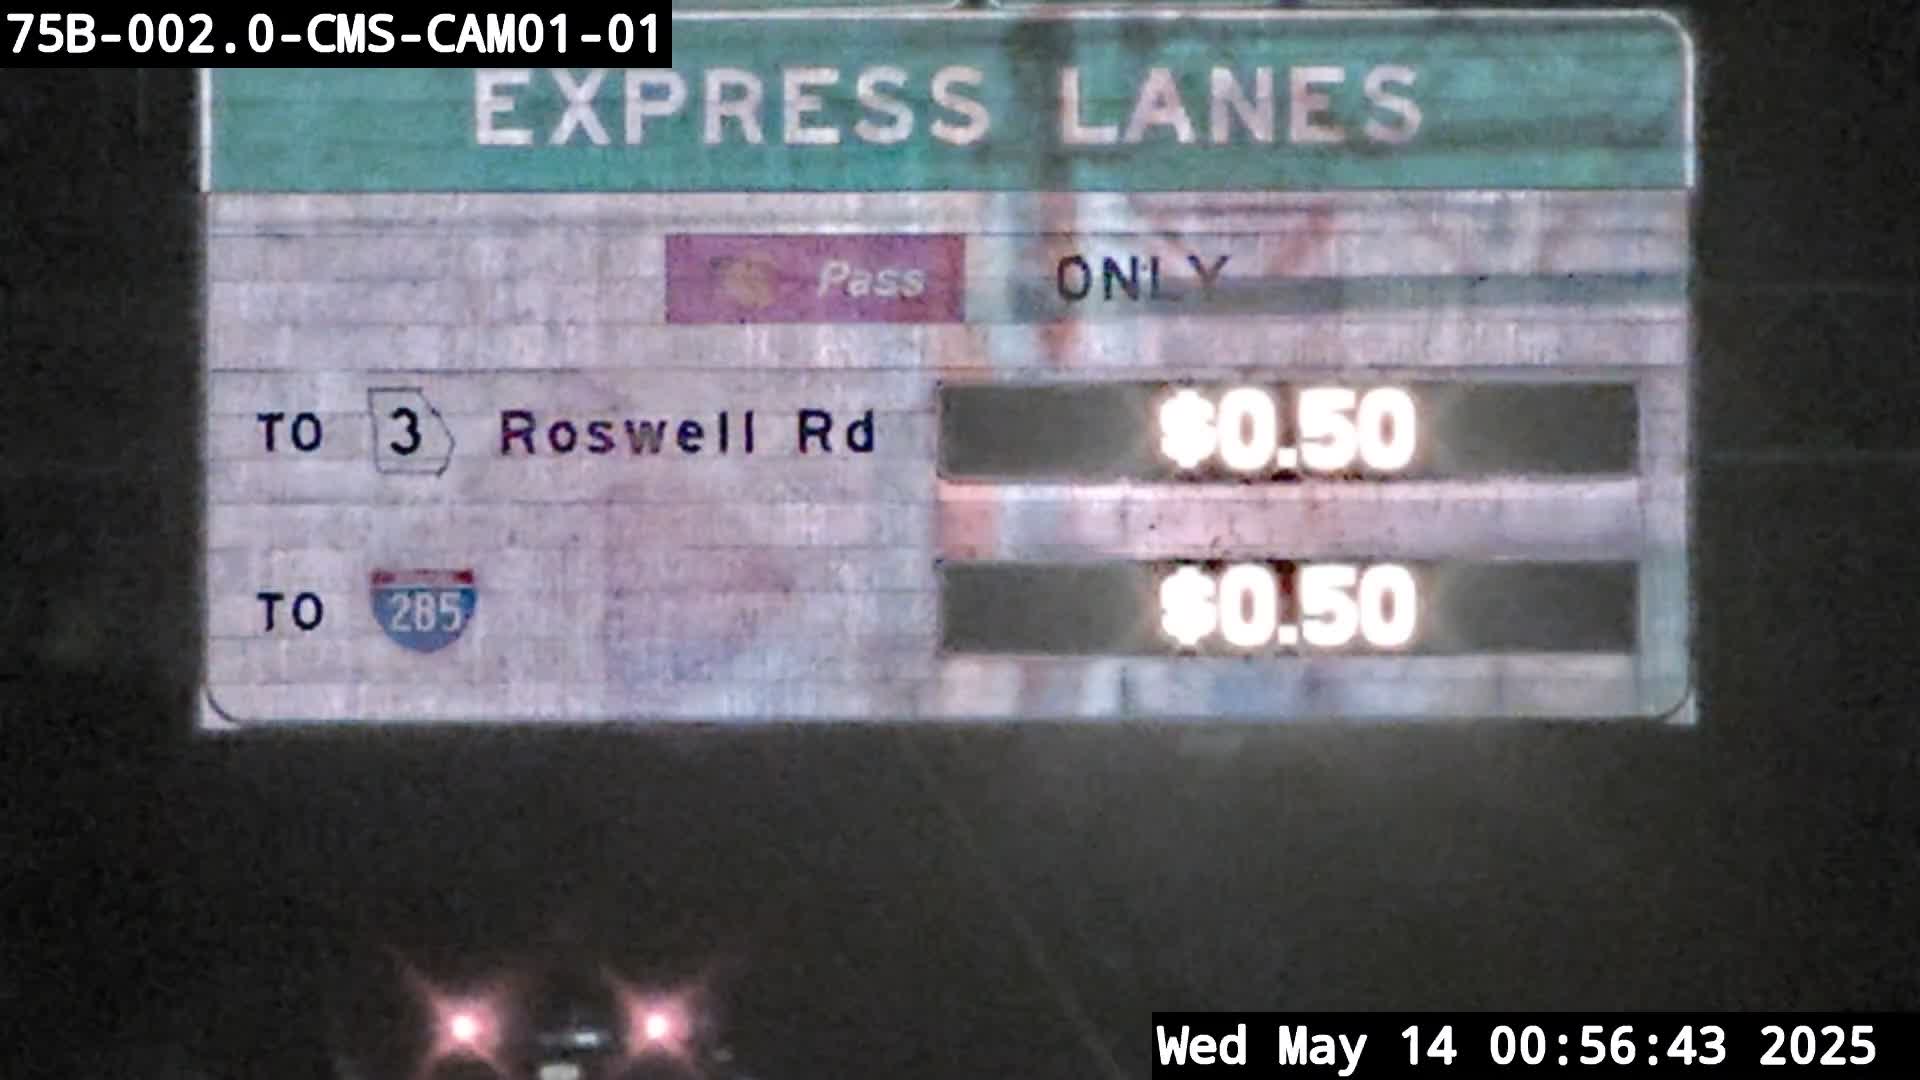 75B-002.0-CMS-CAM01-01
EXPRESS LANES
Pass ONLY
TO 3 Roswell Rd $0.50
TO 285 $0.50
Wed May 14 00:56:43 2025